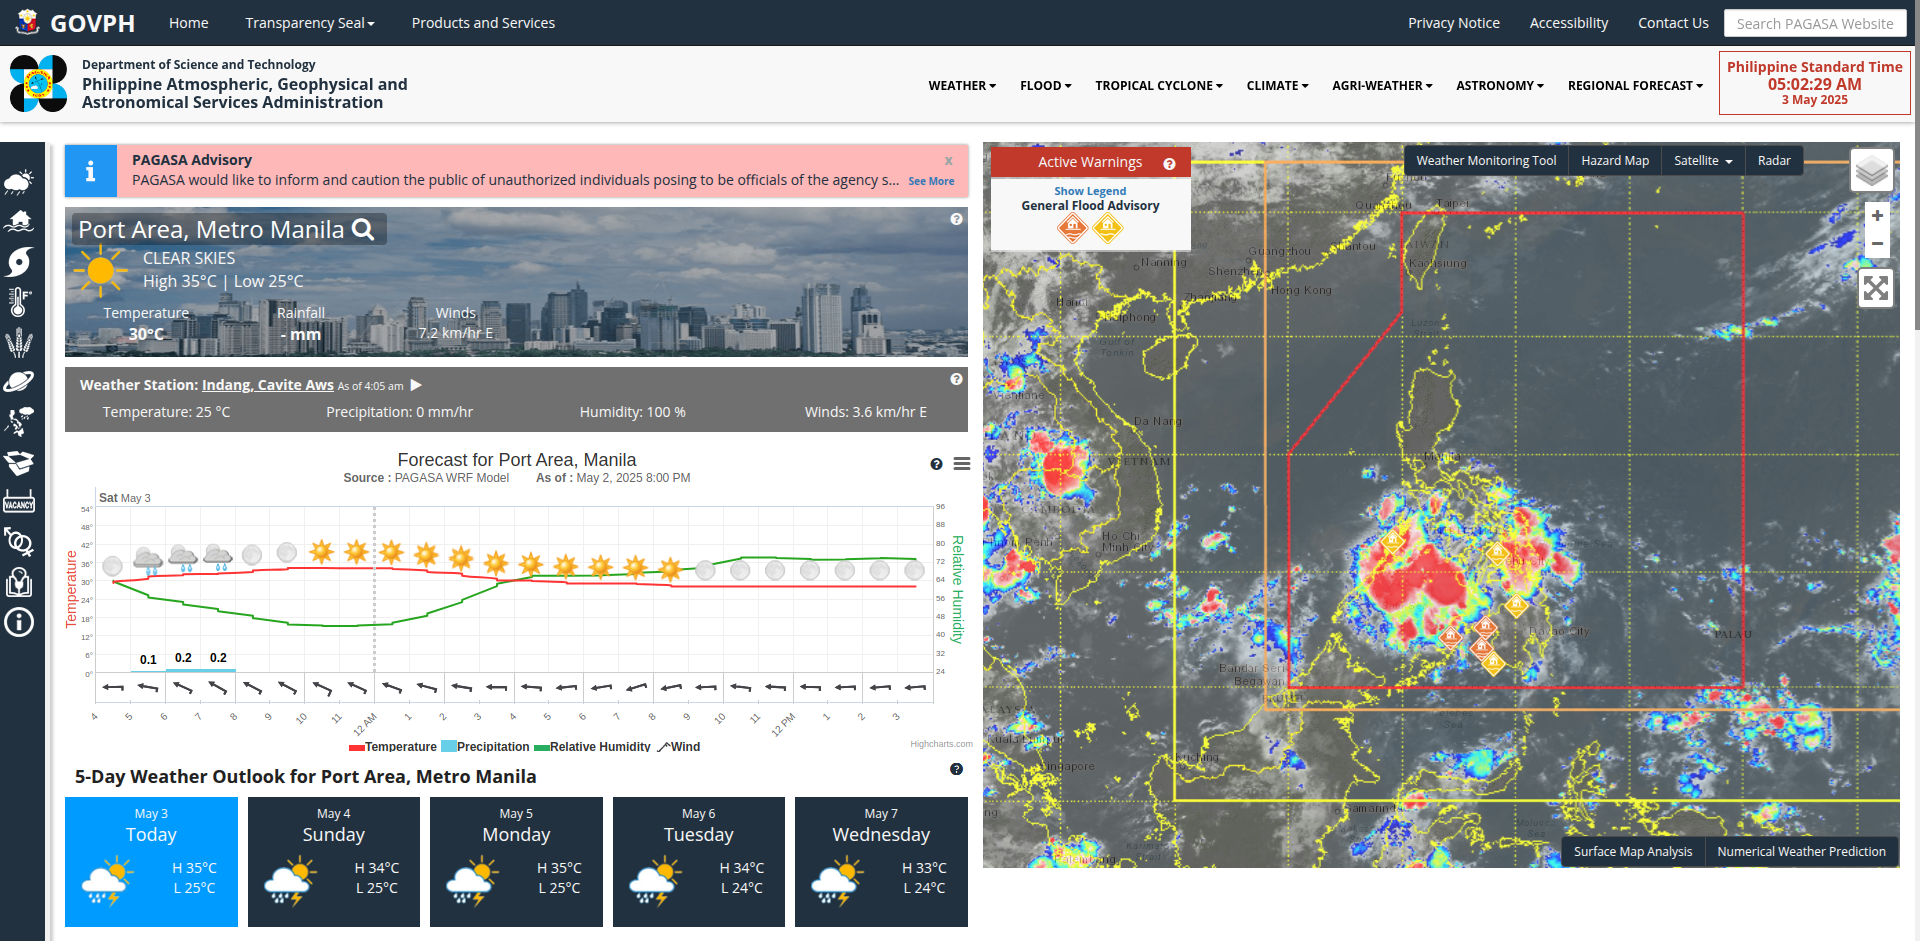 GOVPH
Home
Transparency Seal
Products and Services
Privacy Notice
Accessibility
Contact Us
Search PAGASA Website
Department of Science and Technology
Philippine Atmospheric, Geophysical and
Astronomical Services Administration
WEATHER
FLOOD
TROPICAL CYCLONE
CLIMATE
AGRI-WEATHER
ASTRONOMY
REGIONAL FORECAST
Philippine Standard Time
05:02:29 AM
3 May 2025
PAGASA Advisory
x
PAGASA would like to inform and caution the public of unauthorized individuals posing to be officials of the agency s...
See More
Port Area, Metro Manila
CLEAR SKIES
High 35°C | Low 25°C
Temperature Rainfall Winds
30°C - mm 7.2 km/hr E
Weather Station: Indang, Cavite Aws As of 4:05 am
Temperature: 25 °C Precipitation: 0 mm/hr Humidity: 100 % Winds: 3.6 km/hr E
Forecast for Port Area, Manila
Source : PAGASA WRF Model As of : May 2, 2025 8:00 PM
Sat May 3
Temperature
54°
48°
42°
36°
30°
24°
18°
12°
6°
0°
96
88
80
72
64
56
48
40
32
24
Relative Humidity
0.1 0.2 0.2
4 5 6 7 8 9 10 11 12 AM 1 2 3 4 5 6 7 8 9 10 11 12 PM 1 2 3
Temperature Precipitation Relative Humidity Wind
Highcharts.com
5-Day Weather Outlook for Port Area, Metro Manila
May 3
Today
H 35°C
L 25°C
May 4
Sunday
H 34°C
L 25°C
May 5
Monday
H 35°C
L 25°C
May 6
Tuesday
H 34°C
L 24°C
May 7
Wednesday
H 33°C
L 24°C
VACANCY
Active Warnings
Show Legend
General Flood Advisory
Weather Monitoring Tool
Hazard Map
Satellite
Radar
+
−
Taipei
Guangzhou
Nanning
Shenzhen
Kaohsiung
Hong Kong
Zhanjiang
Hanoi
Haiphong
Gulf of
Tonkin
Luzon
Vientiane
Da Nang
VIETNAM
Manila
Ho Chi
Minh City
Davao City
PALAU
Bandar Seri
Begawan
Kuala Lumpur
Kuching
Singapore
Samarinda
Palembang
Surface Map Analysis
Numerical Weather Prediction